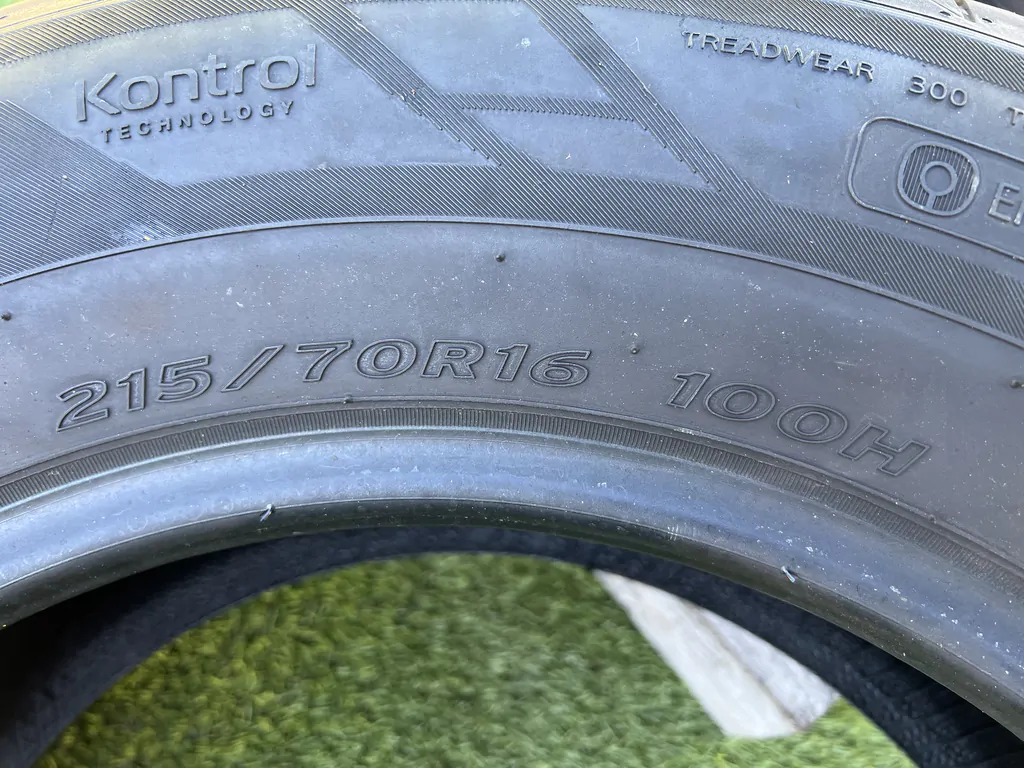 Kontrol
TECHNOLOGY
TREADWEAR 300
215/70R16 100H